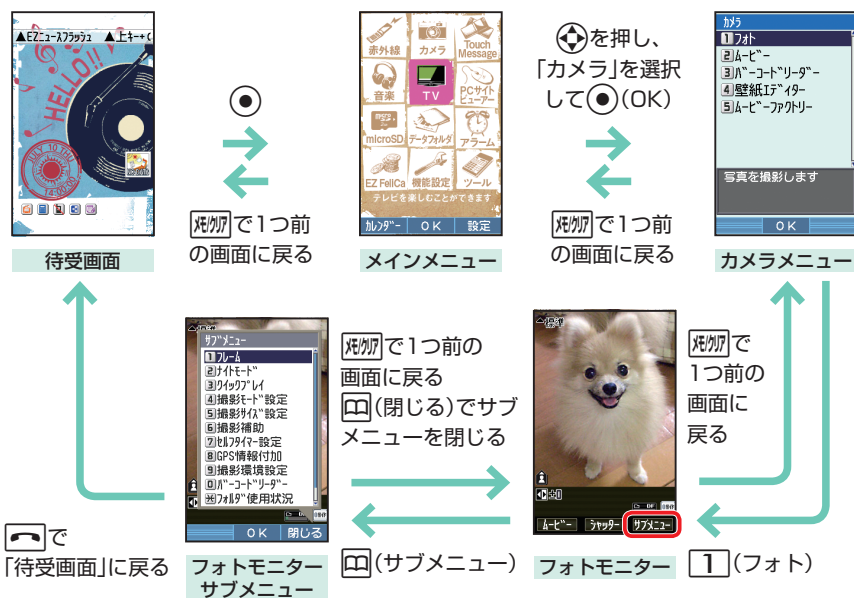 ▲EZニュースフラッシュ ▲上キー+(
HELLO!!
JULY 10 THU
14:00:20
メモ/クリアで1つ前
の画面に戻る
待受画面
赤外線
カメラ
Touch
Message
音楽
TV
PCサイト
ビューアー
microSD
データフォルダ
アラーム
EZ FeliCa
機能設定
ツール
テレビを楽しむことができます
カレンダー OK 設定
メインメニュー
を押し、
「カメラ」を選択
して(OK)
メモ/クリアで1つ前
の画面に戻る
カメラ
1フォト
2ムービー
3バーコードリーダー
4壁紙エディター
5ムービーファクトリー
写真を撮影します
OK
カメラメニュー
で
「待受画面」に戻る
サブメニュー
1フレーム
2ナイトモード
3クイックプレイ
4撮影モード設定
5撮影サイズ設定
6撮影補助
7セルフタイマー設定
8GPS情報付加
9撮影環境設定
0バーコードリーダー
*フォルダ使用状況
OK 閉じる
フォトモニター
サブメニュー
メモ/クリアで1つ前の
画面に戻る
(閉じる)でサブ
メニューを閉じる
(サブメニュー)
標準
ムービー シャッター サブメニュー
フォトモニター
メモ/クリアで
1つ前の
画面に
戻る
1(フォト)